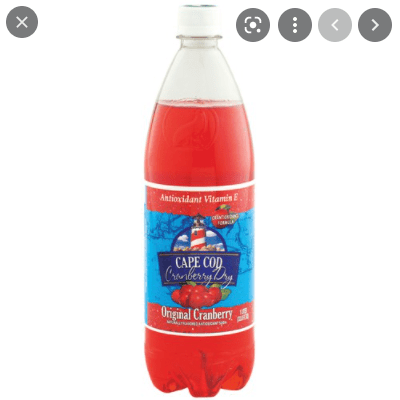 Antioxidant Vitamin E
CAPE COD
Cranberry Dry
Original Cranberry